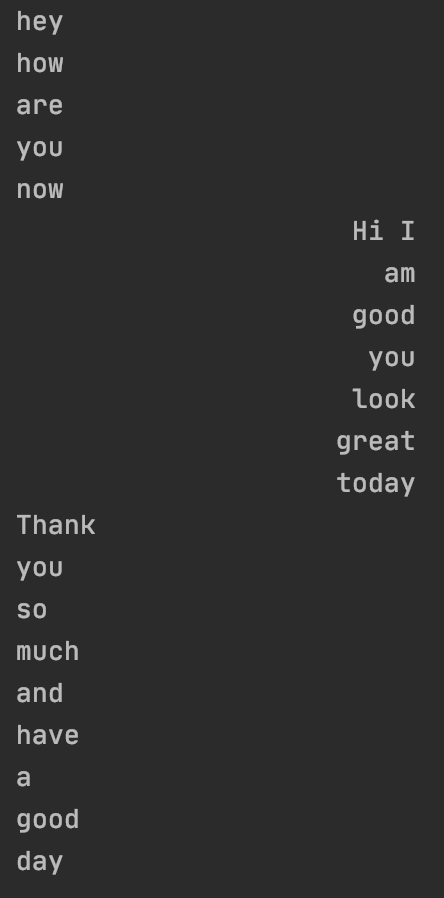 hey
how
are
you
now
Hi I
am
good
you
look
great
today
Thank
you
so
much
and
have
a
good
day